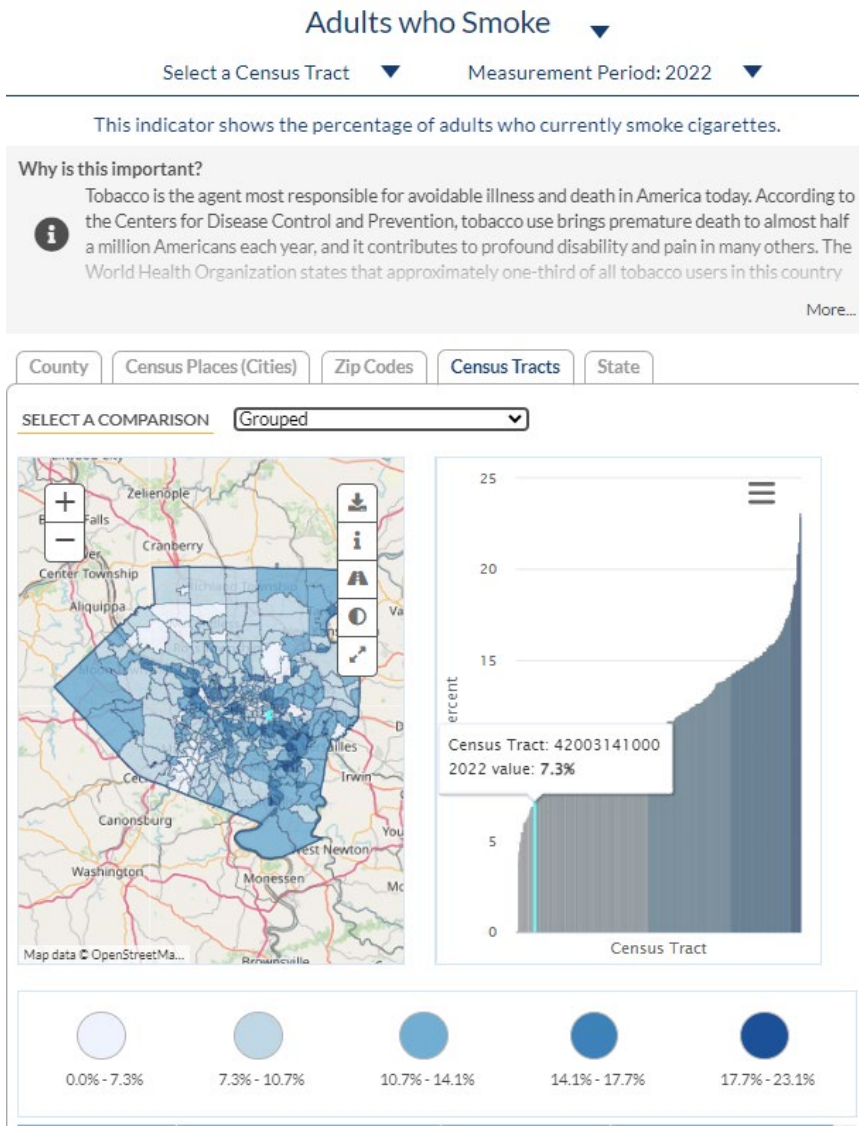 Adults who Smoke
Select a Census Tract
Measurement Period: 2022
This indicator shows the percentage of adults who currently smoke cigarettes.
Why is this important?
Tobacco is the agent most responsible for avoidable illness and death in America today. According to
the Centers for Disease Control and Prevention, tobacco use brings premature death to almost half
a million Americans each year, and it contributes to profound disability and pain in many others. The
World Health Organization states that approximately one-third of all tobacco users in this country
More...
County
Census Places (Cities)
Zip Codes
Census Tracts
State
SELECT A COMPARISON
Grouped
+
−
Zelienople
Falls
Cranberry
Center Township
Aliquippa
Irwin
Canonsburg
West Newton
Washington
Monessen
Brownsville
Map data © OpenStreetMa...
25
20
15
5
0
ercent
Census Tract: 42003141000
2022 value: 7.3%
Census Tract
0.0% - 7.3%
7.3% - 10.7%
10.7% - 14.1%
14.1% - 17.7%
17.7% - 23.1%